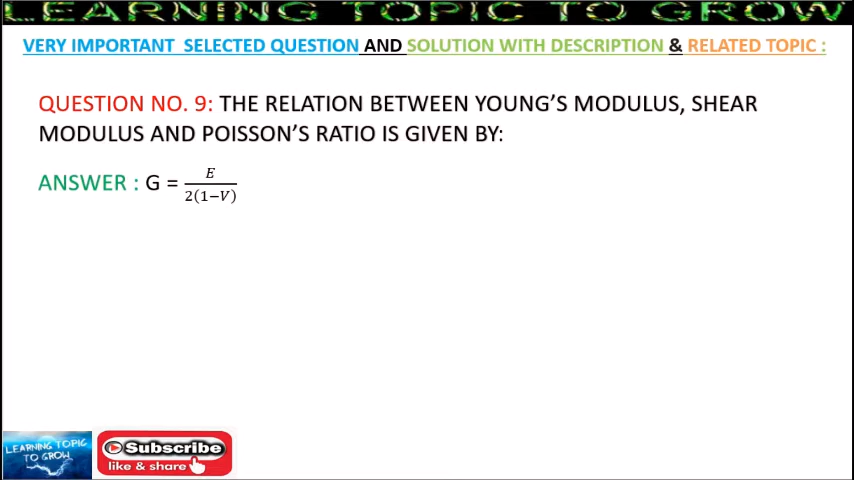 LEARNING TOPIC TO GROW
VERY IMPORTANT SELECTED QUESTION AND SOLUTION WITH DESCRIPTION & RELATED TOPIC :
QUESTION NO. 9: THE RELATION BETWEEN YOUNG'S MODULUS, SHEAR
MODULUS AND POISSON'S RATIO IS GIVEN BY:
ANSWER : G = E / 2(1−V)
LEARNING TOPIC
TO GROW
Subscribe
like & share